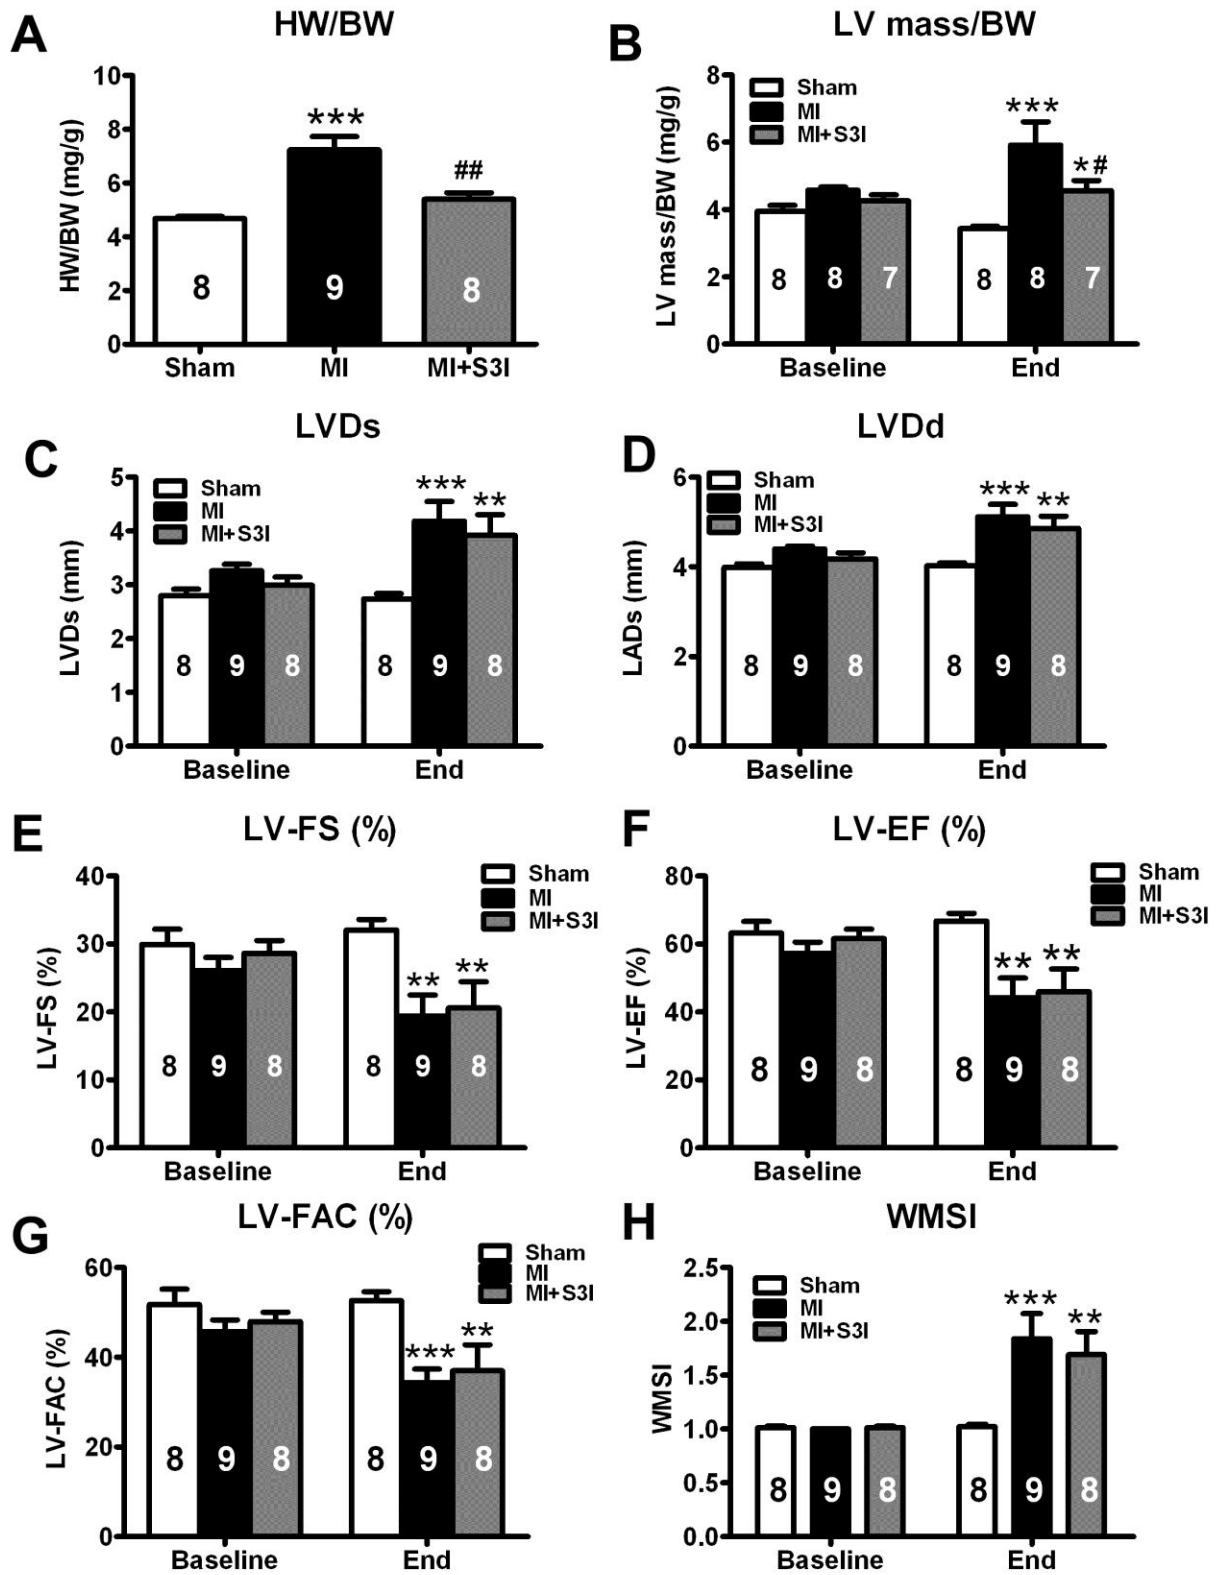 A
HW/BW
HW/BW (mg/g)
10
8
6
4
2
0
***
##
8
9
8
Sham
MI
MI+S3I
B
LV mass/BW
LV mass/BW (mg/g)
8
6
4
2
0
Sham
MI
MI+S3I
***
*#
8
8
7
8
8
7
Baseline
End
C
LVDs
LVDs (mm)
5
4
3
2
1
0
Sham
MI
MI+S3I
***
**
8
9
8
8
9
8
Baseline
End
D
LVDd
LADs (mm)
6
4
2
0
Sham
MI
MI+S3I
***
**
8
9
8
8
9
8
Baseline
End
E
LV-FS (%)
LV-FS (%)
40
30
20
10
0
Sham
MI
MI+S3I
**
**
8
9
8
8
9
8
Baseline
End
F
LV-EF (%)
LV-EF (%)
80
60
40
20
0
Sham
MI
MI+S3I
**
**
8
9
8
8
9
8
Baseline
End
G
LV-FAC (%)
LV-FAC (%)
60
40
20
0
Sham
MI
MI+S3I
***
**
8
9
8
8
9
8
Baseline
End
H
WMSI
WMSI
2.5
2.0
1.5
1.0
0.5
0.0
Sham
MI
MI+S3I
***
**
8
9
8
8
9
8
Baseline
End